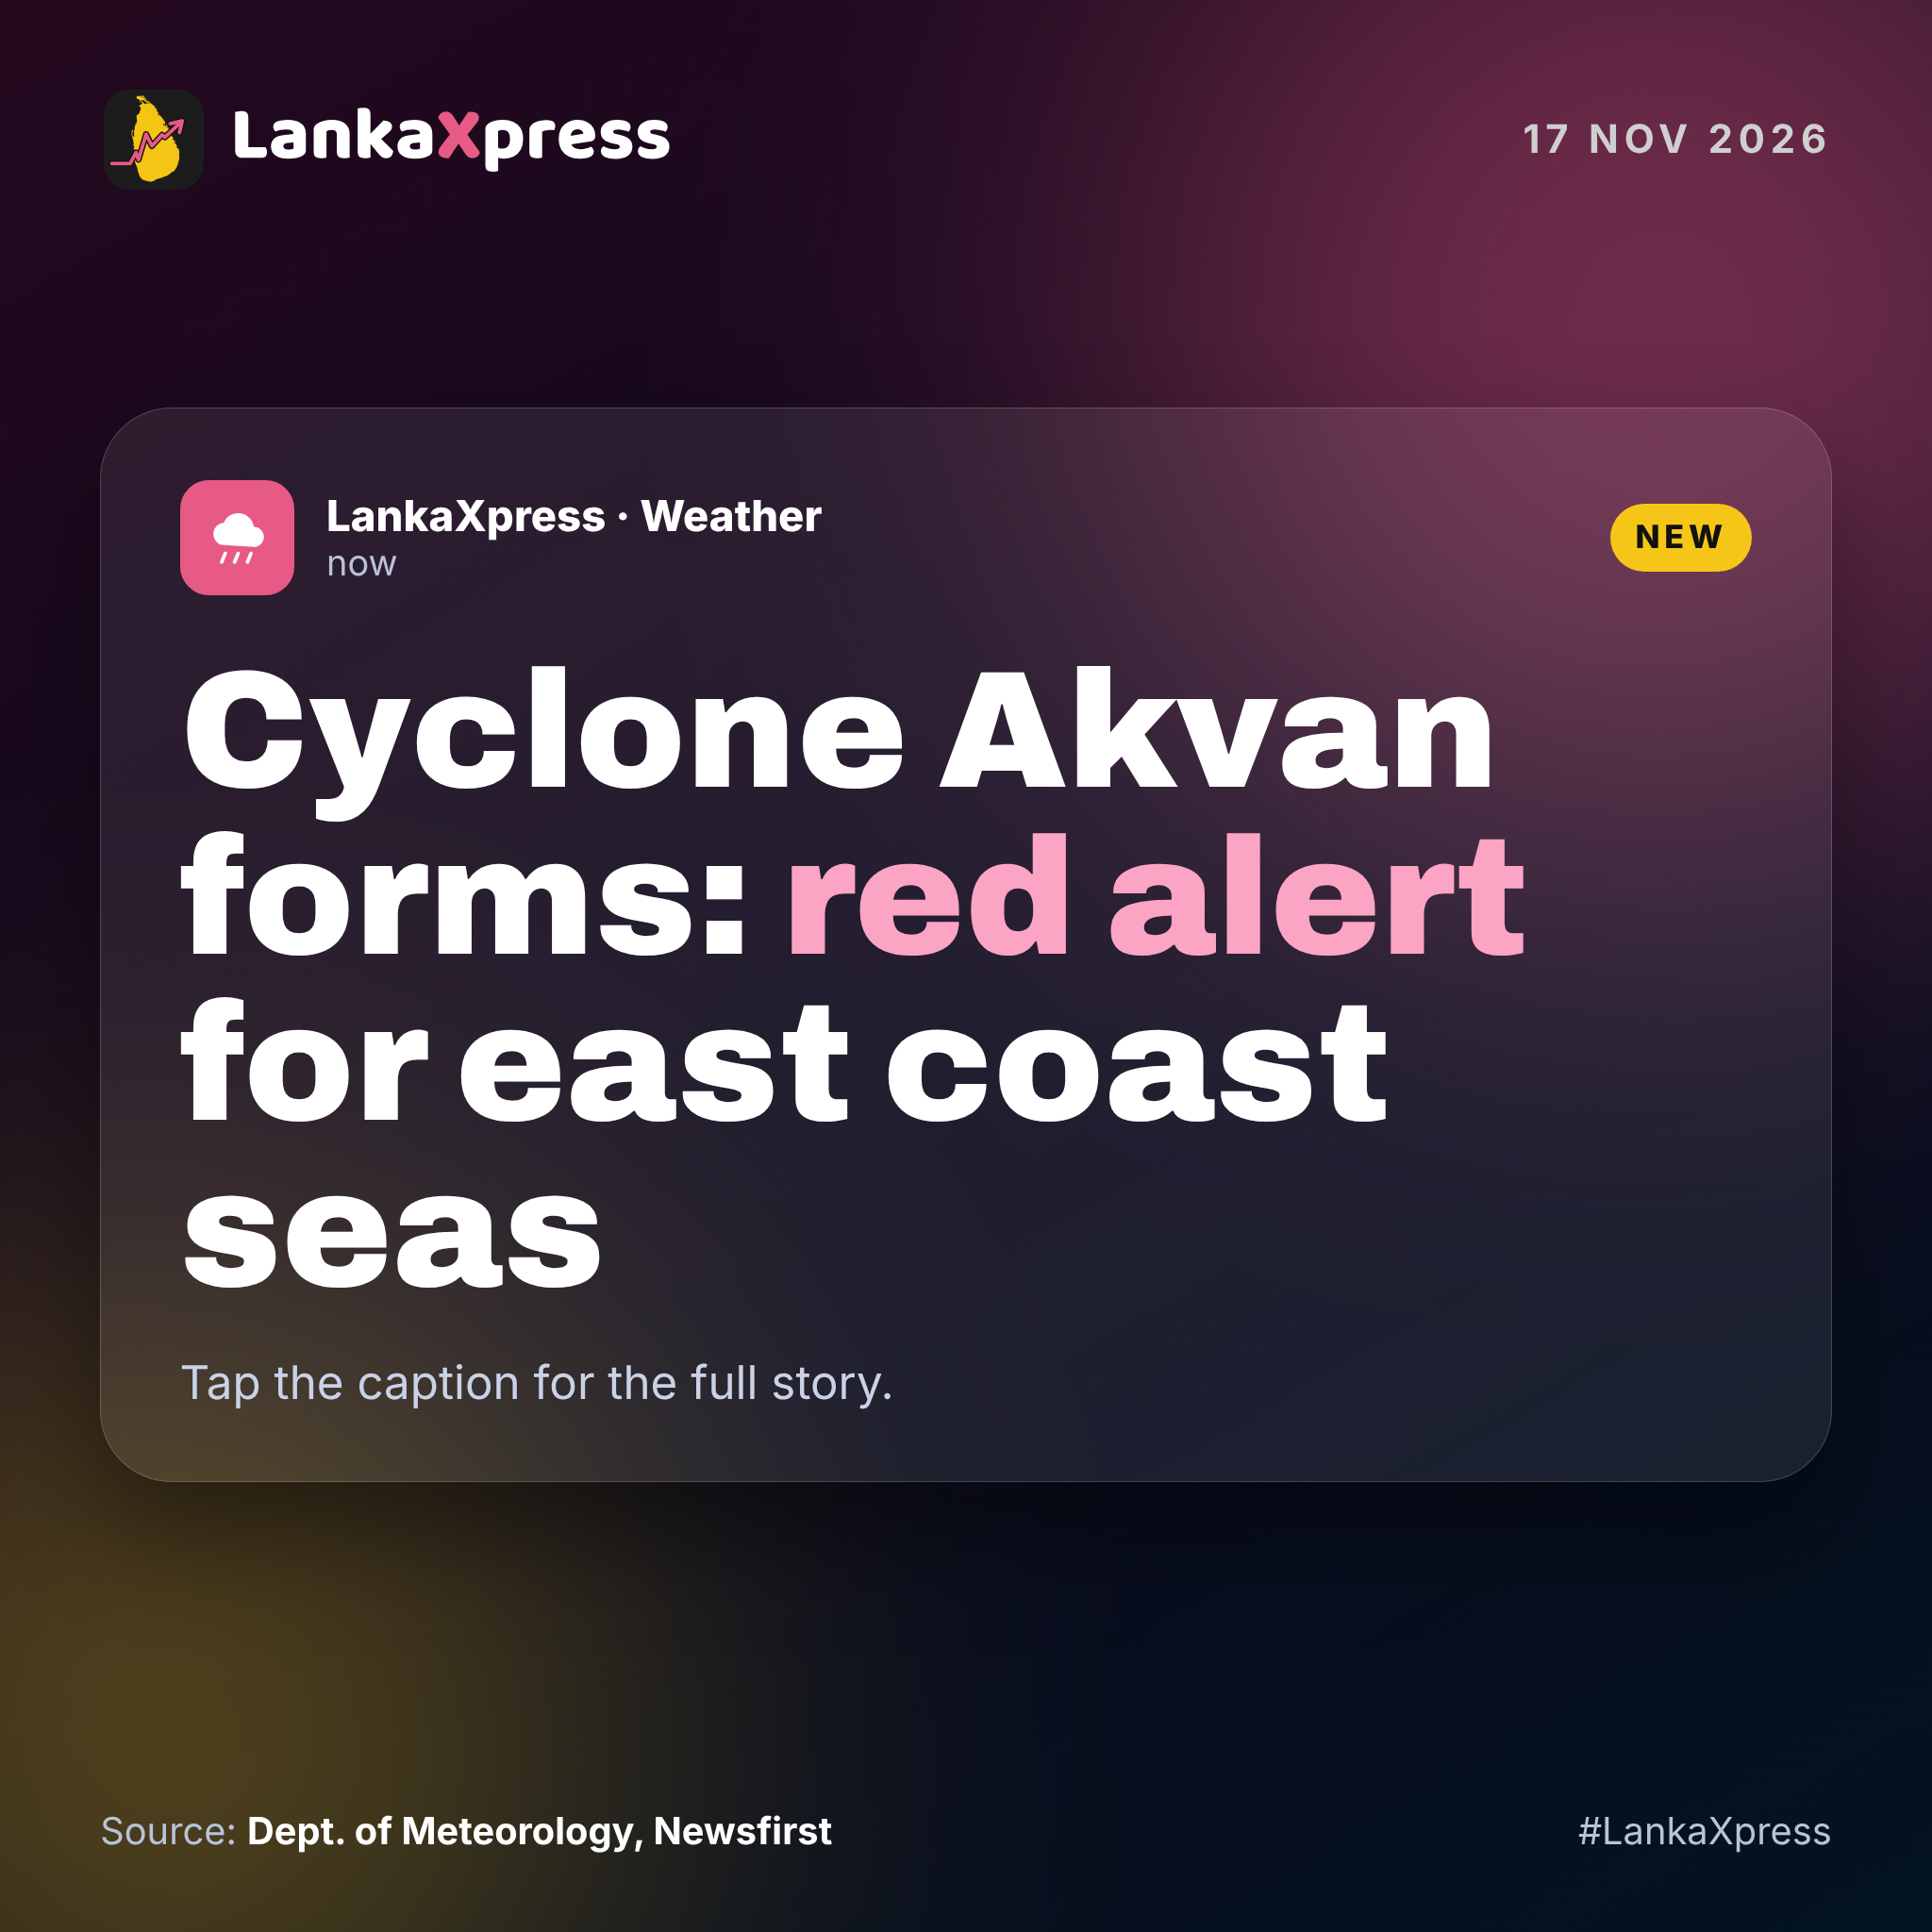 LankaXpress
17 NOV 2026
LankaXpress · Weather
now
NEW
Cyclone Akvan
forms: red alert
for east coast
seas
Tap the caption for the full story.
Source: Dept. of Meteorology, Newsfirst
#LankaXpress